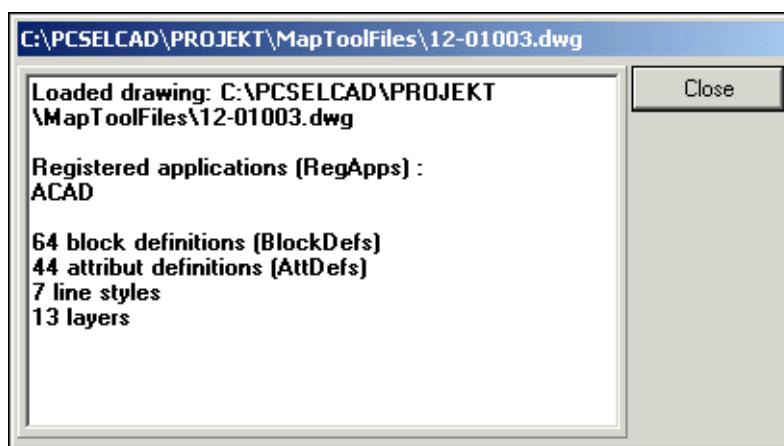 C:\PCSELCAD\PROJEKT\MapToolFiles\12-01003.dwg
Loaded drawing: C:\PCSELCAD\PROJEKT
\MapToolFiles\12-01003.dwg
Registered applications (RegApps) :
ACAD
64 block definitions (BlockDefs)
44 attribut definitions (AttDefs)
7 line styles
13 layers
Close